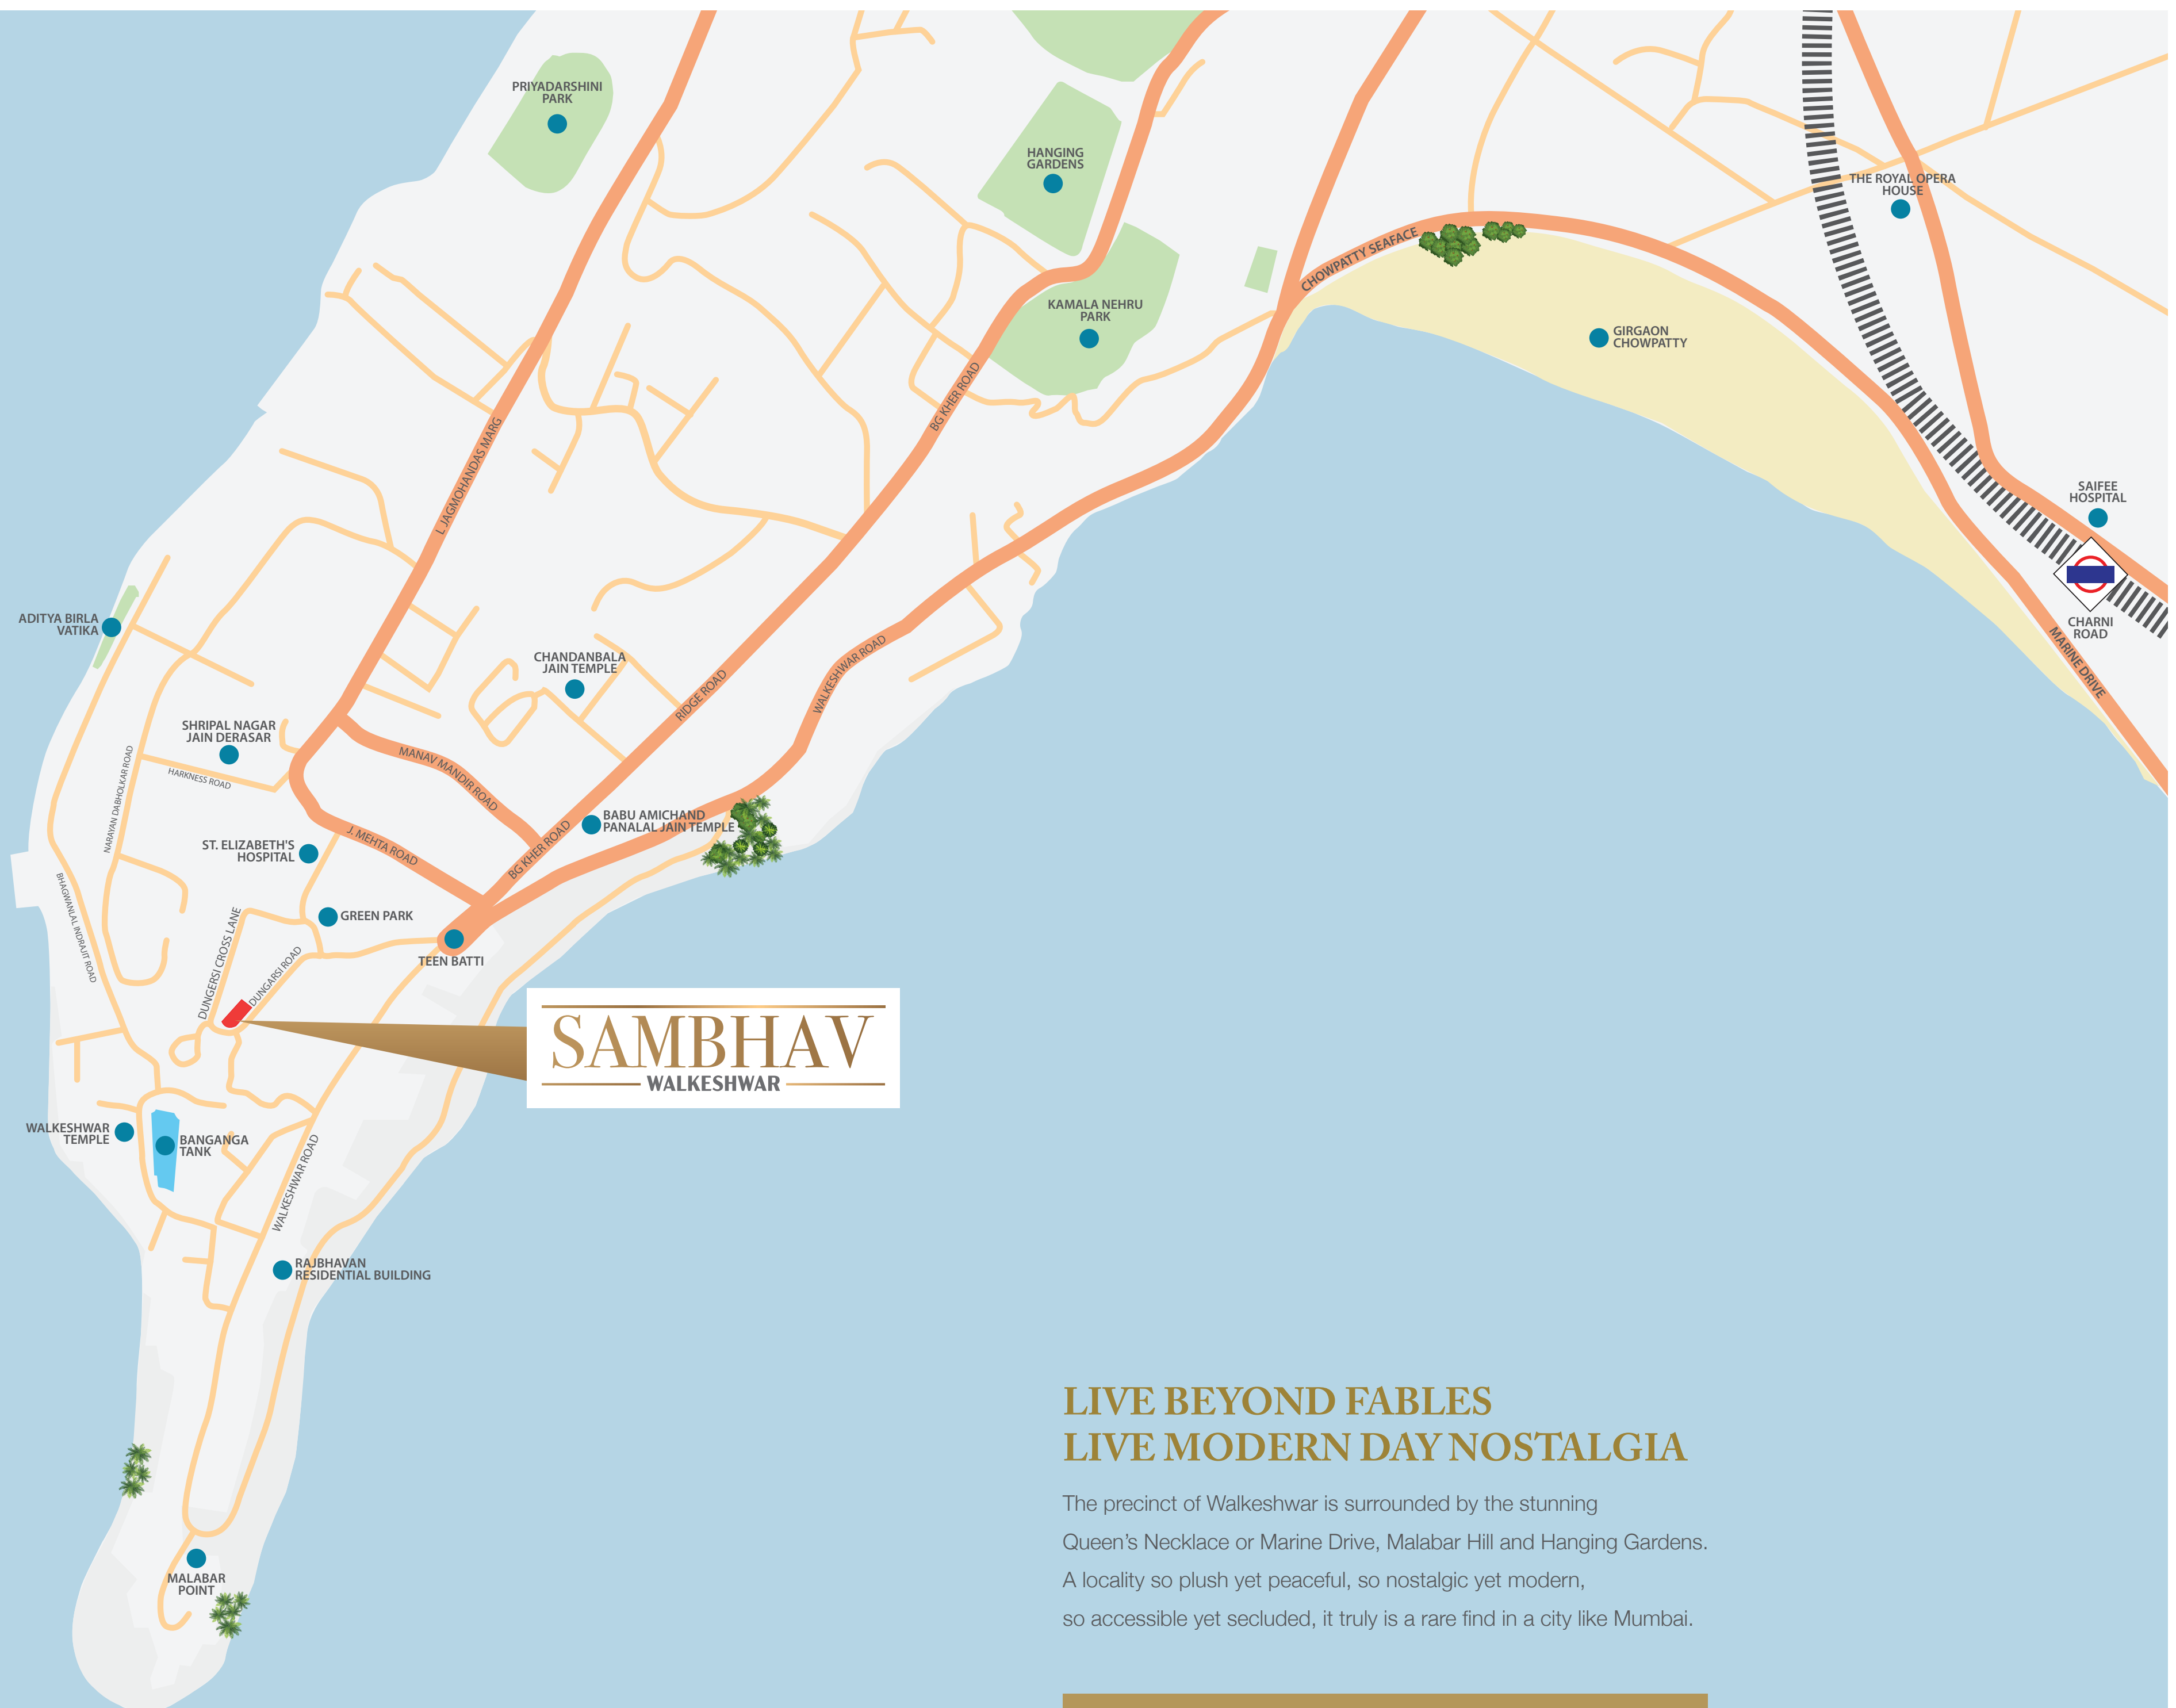 PRIYADARSHINI
PARK
HANGING
GARDENS
THE ROYAL OPERA
HOUSE
CHOWPATTY SEAFACE
KAMALA NEHRU
PARK
GIRGAON
CHOWPATTY
BG KHER ROAD
L JAGMOHANDAS MARG
SAIFEE
HOSPITAL
CHARNI
ROAD
MARINE DRIVE
ADITYA BIRLA
VATIKA
CHANDANBALA
JAIN TEMPLE
RIDGE ROAD
WALKESHWAR ROAD
SHRIPAL NAGAR
JAIN DERASAR
HARKNESS ROAD
NARAYAN DABHOLKAR ROAD
MANAV MANDIR ROAD
BABU AMICHAND
PANALAL JAIN TEMPLE
J. MEHTA ROAD
BG KHER ROAD
ST. ELIZABETH'S
HOSPITAL
BHAGWANLAL INDRAJIT ROAD
GREEN PARK
DUNGERSI CROSS LANE
DUNGARSI ROAD
TEEN BATTI
SAMBHAV
WALKESHWAR
WALKESHWAR
TEMPLE
BANGANGA
TANK
WALKESHWAR ROAD
RAJBHAVAN
RESIDENTIAL BUILDING
MALABAR
POINT
LIVE BEYOND FABLES
LIVE MODERN DAY NOSTALGIA
The precinct of Walkeshwar is surrounded by the stunning
Queen’s Necklace or Marine Drive, Malabar Hill and Hanging Gardens.
A locality so plush yet peaceful, so nostalgic yet modern,
so accessible yet secluded, it truly is a rare find in a city like Mumbai.